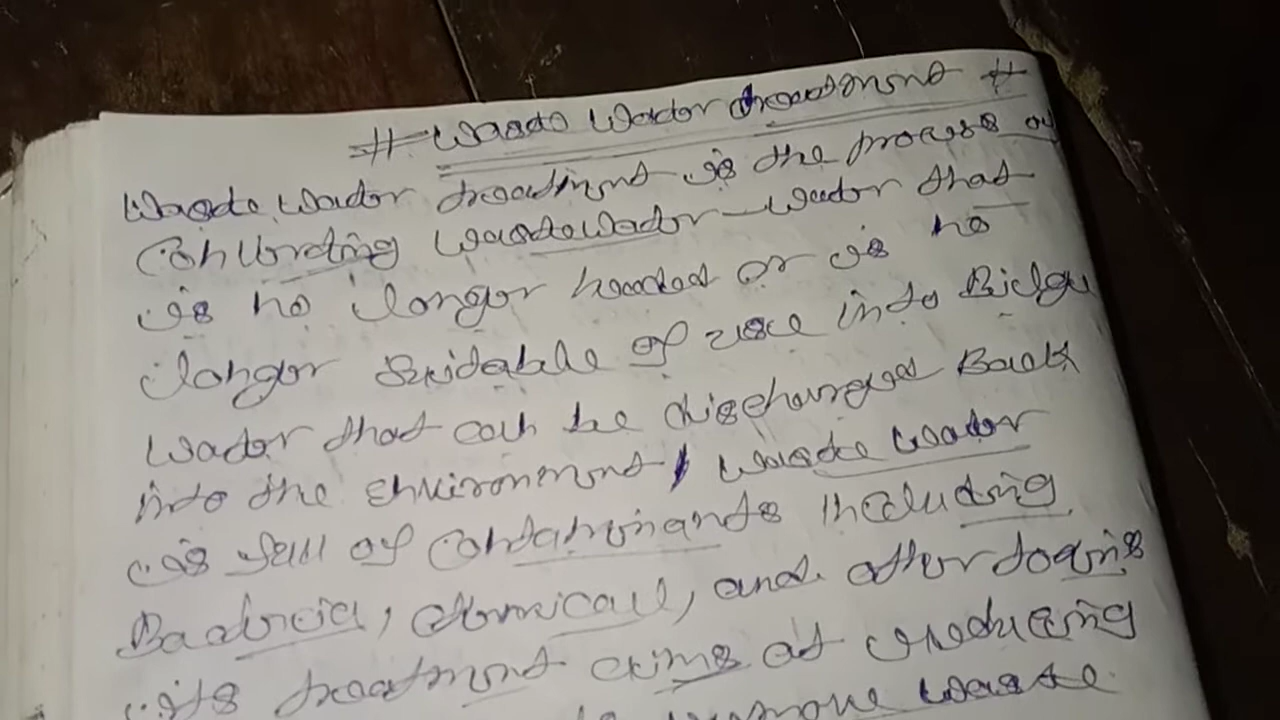 # Waste Water treatment #
Waste Water treatment is the process of
Converting Wastewater - Water that
is no longer needed or is no
longer Suitable of use into Bilge
Water that can be discharged Back
into the environment, Waste Water
is full of Contaminants including
Bacteria, chemicall, and other toxins
its treatment aims at reducing
remove Waste